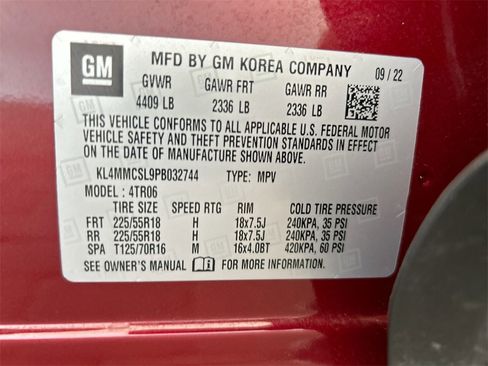 GM
MFD BY GM KOREA COMPANY 09/22
GVWR GAWR FRT GAWR RR
4409 LB 2336 LB 2336 LB
THIS VEHICLE CONFORMS TO ALL APPLICABLE U.S. FEDERAL MOTOR
VEHICLE SAFETY AND THEFT PREVENTION STANDARDS IN EFFECT
ON THE DATE OF MANUFACTURE SHOWN ABOVE.
KL4MMCSL9PB032744 TYPE: MPV
MODEL : 4TR06
TIRE SIZE SPEED RTG RIM COLD TIRE PRESSURE
FRT 225/55R18 H 18x7.5J 240KPA, 35 PSI
RR 225/55R18 H 18x7.5J 240KPA, 35 PSI
SPA T125/70R16 M 16x4.0BT 420KPA, 60 PSI
SEE OWNER'S MANUAL FOR MORE INFORMATION